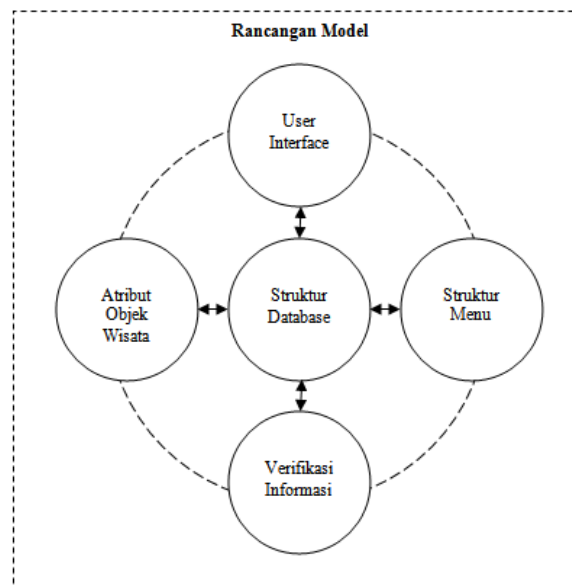 Rancangan Model
User
Interface
Atribut
Objek
Wisata
Struktur
Database
Struktur
Menu
Verifikasi
Informasi